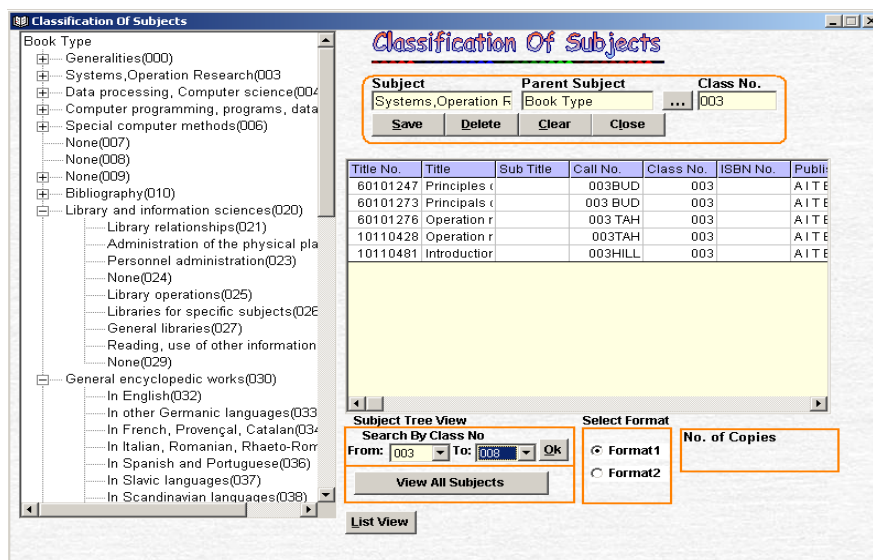 Classification Of Subjects
Book Type
Generalities(000)
Systems,Operation Research(003
Data processing, Computer science(004
Computer programming, programs, data
Special computer methods(006)
None(007)
None(008)
None(009)
Bibliography(010)
Library and information sciences(020)
Library relationships(021)
Administration of the physical pla
Personnel administration(023)
None(024)
Library operations(025)
Libraries for specific subjects(026
General libraries(027)
Reading, use of other information
None(029)
General encyclopedic works(030)
In English(032)
In other Germanic languages(033
In French, Provençal, Catalan(034
In Italian, Romanian, Rhaeto-Rom
In Spanish and Portuguese(036)
In Slavic languages(037)
In Scandinavian languages(038)
Classification Of Subjects
Subject Parent Subject Class No.
Systems,Operation R Book Type ... 003
Save Delete Clear Close
Title No. Title Sub Title Call No. Class No. ISBN No. Publis
60101247 Principles 003BUD 003 A I T E
60101273 Principals 003 BUD 003 A I T E
60101276 Operation r 003 TAH 003 A I T E
10110428 Operation r 003TAH 003 A I T E
10110481 Introduction 003HILL 003 A I T E
Subject Tree View Select Format
Search By Class No No. of Copies
From: 003 To: 008 Ok Format1
View All Subjects Format2
List View